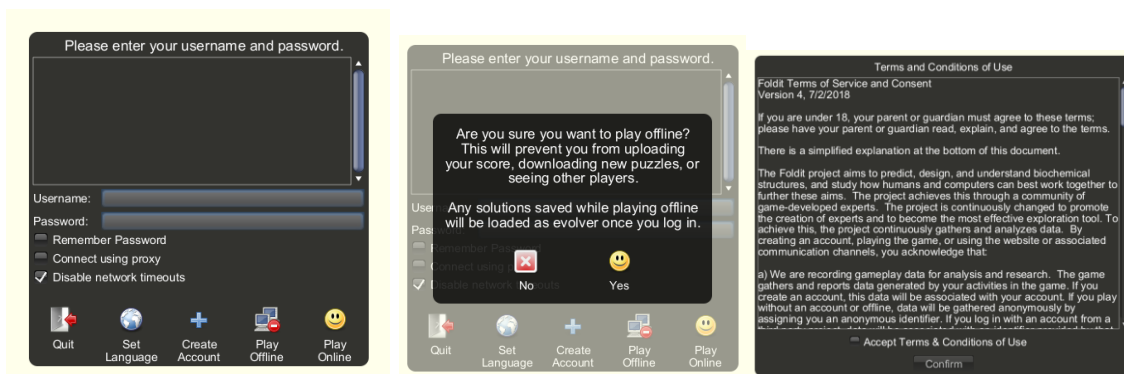 Please enter your username and password.
Username:
Password:
Remember Password
Connect using proxy
Disable network timeouts
Quit
Set
Language
Create
Account
Play
Offline
Play
Online
Please enter your username and password.
Are you sure you want to play offline?
This will prevent you from uploading
your score, downloading new puzzles, or
seeing other players.
Any solutions saved while playing offline
will be loaded as evolver once you log in.
No
Yes
Remember Password
Connect using
Disable network timeouts
Quit
Set
Language
Create
Account
Play
Offline
Play
Online
Terms and Conditions of Use
Foldit Terms of Service and Consent
Version 4, 7/2/2018
If you are under 18, your parent or guardian must agree to these terms;
please have your parent or guardian read, explain, and agree to the terms.
There is a simplified explanation at the bottom of this document.
The Foldit project aims to predict, design, and understand biochemical
structures, and study how humans and computers can best work together to
further these aims. The project achieves this through a community of
game-developed experts. The project is continuously changed to promote
the creation of experts and to become the most effective exploration tool. To
achieve this, the project continuously gathers and analyzes data. By
creating an account, playing the game, or using the website or associated
communication channels, you acknowledge that:
a) We are recording gameplay data for analysis and research. The game
gathers and reports data generated by your activities in the game. If you
create an account, this data will be associated with your account. If you play
without an account or offline, data will be gathered anonymously by
assigning you an anonymous identifier. If you log in with an account from a
Accept Terms & Conditions of Use
Confirm